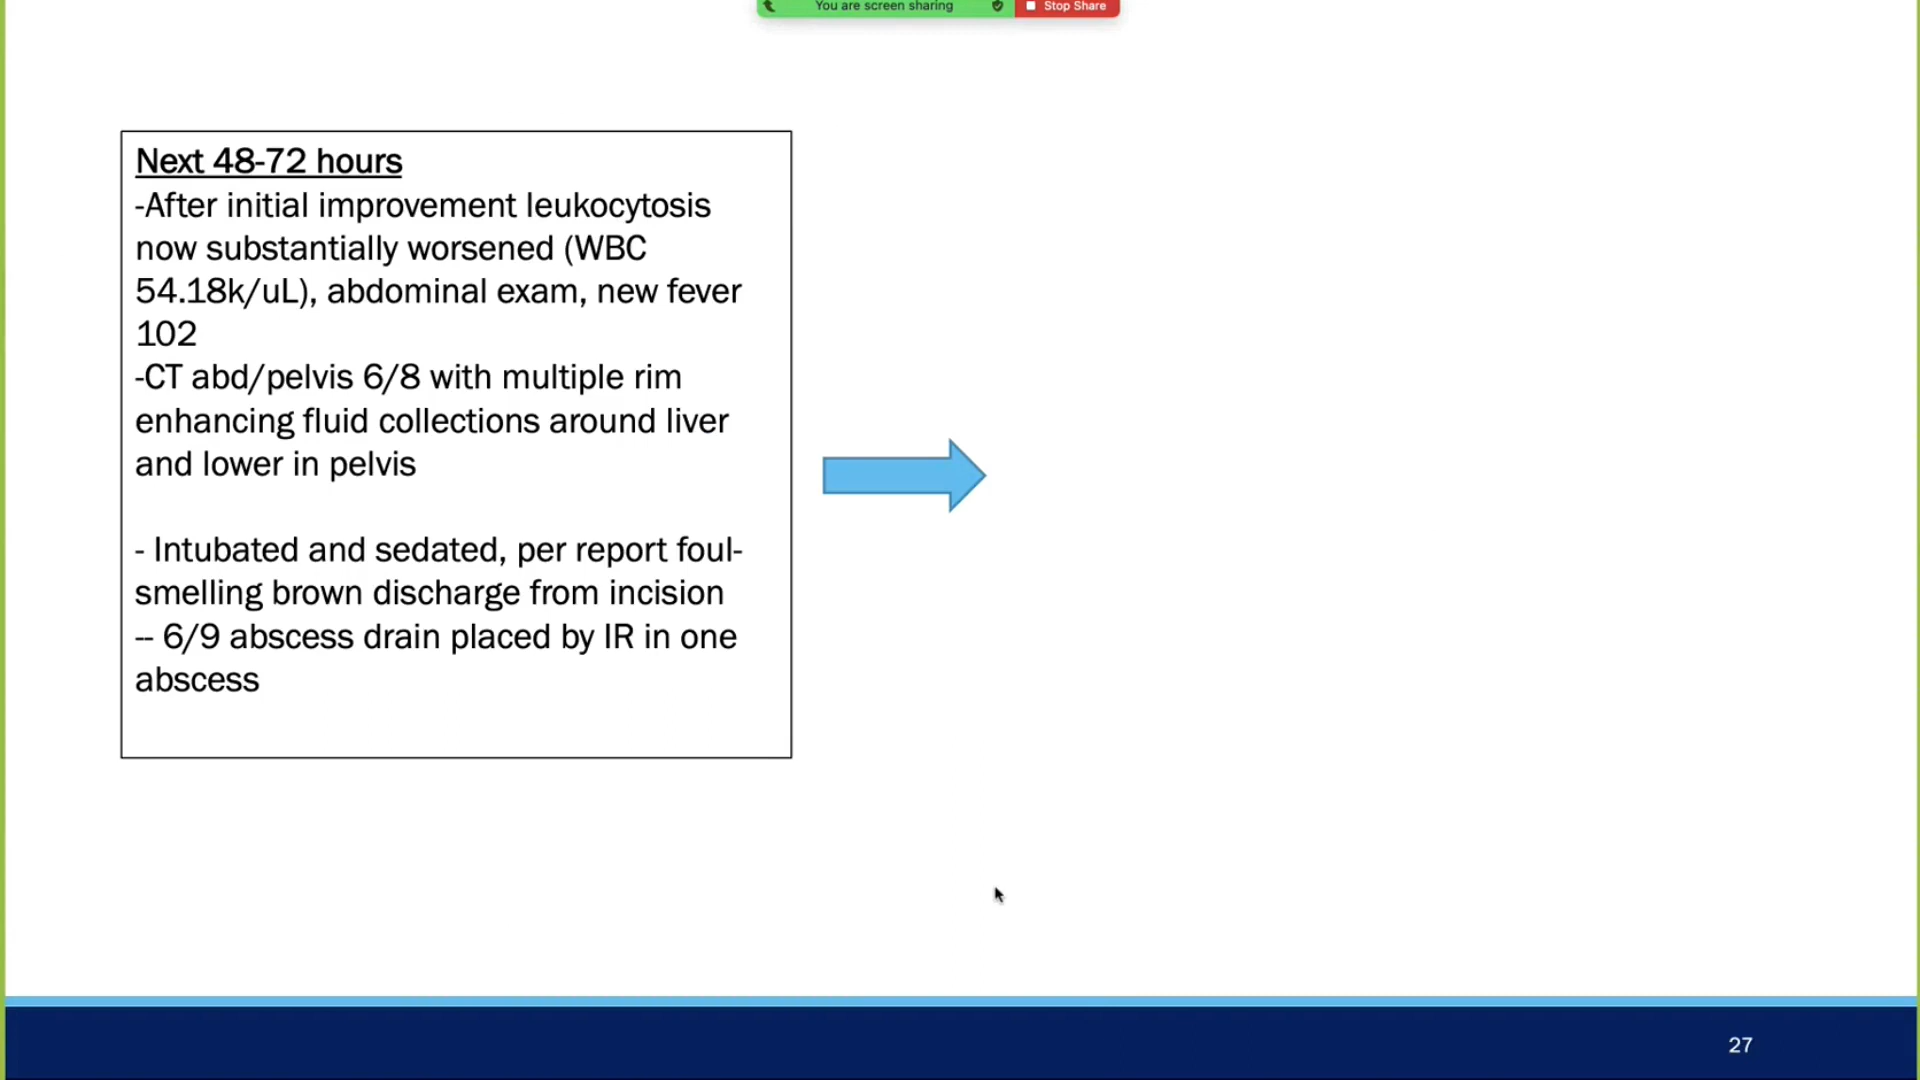 You are screen sharing
Stop Share
Next 48-72 hours
-After initial improvement leukocytosis
now substantially worsened (WBC
54.18k/uL), abdominal exam, new fever
102
-CT abd/pelvis 6/8 with multiple rim
enhancing fluid collections around liver
and lower in pelvis
- Intubated and sedated, per report foul-
smelling brown discharge from incision
-- 6/9 abscess drain placed by IR in one
abscess
27